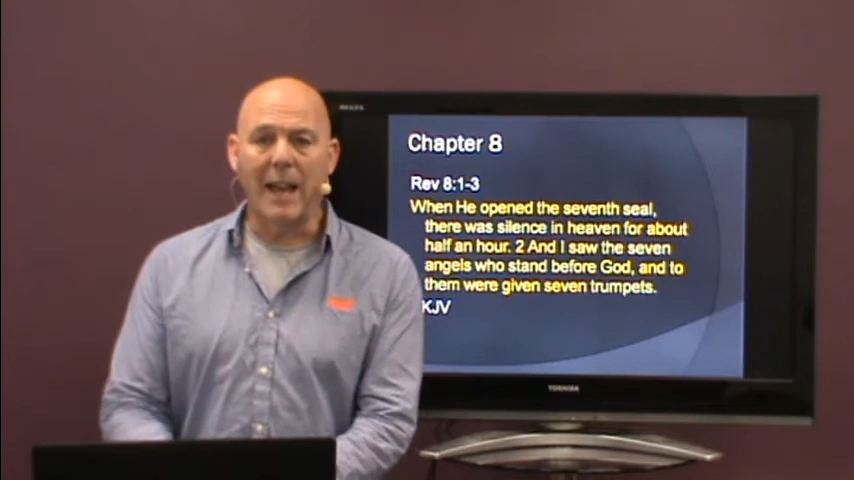 Chapter 8
Rev 8:1-3
When He opened the seventh seal,
there was silence in heaven for about
half an hour. 2 And I saw the seven
angels who stand before God, and to
them were given seven trumpets.
KJV
TOSHIBA